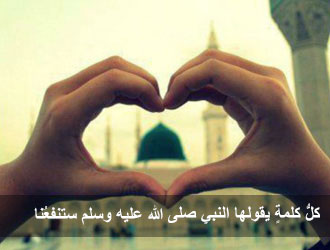 كلُّ كلمةٍ يقولها النبي صلى الله عليه وسلم ستنفعُنا